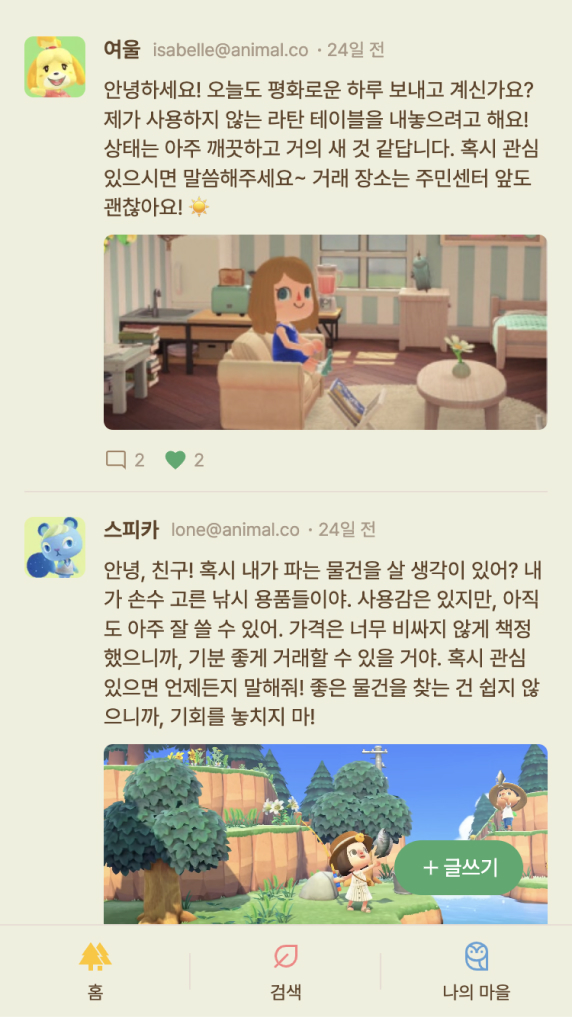 여울 isabelle@animal.co · 24일 전
안녕하세요! 오늘도 평화로운 하루 보내고 계신가요?
제가 사용하지 않는 라탄 테이블을 내놓으려고 해요!
상태는 아주 깨끗하고 거의 새 것 같답니다. 혹시 관심
있으시면 말씀해주세요~ 거래 장소는 주민센터 앞도
괜찮아요! ☀️
2 2
스피카 lone@animal.co · 24일 전
안녕, 친구! 혹시 내가 파는 물건을 살 생각이 있어? 내
가 손수 고른 낚시 용품들이야. 사용감은 있지만, 아직
도 아주 잘 쓸 수 있어. 가격은 너무 비싸지 않게 책정
했으니까, 기분 좋게 거래할 수 있을 거야. 혹시 관심
있으면 언제든지 말해줘! 좋은 물건을 찾는 건 쉽지 않
으니까, 기회를 놓치지 마!
+ 글쓰기
홈 검색 나의 마을